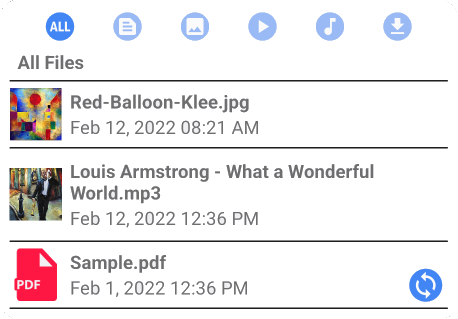 ALL
All Files
Red-Balloon-Klee.jpg
Feb 12, 2022 08:21 AM
Louis Armstrong - What a Wonderful
World.mp3
Feb 12, 2022 12:36 PM
Sample.pdf
PDF
Feb 1, 2022 12:36 PM